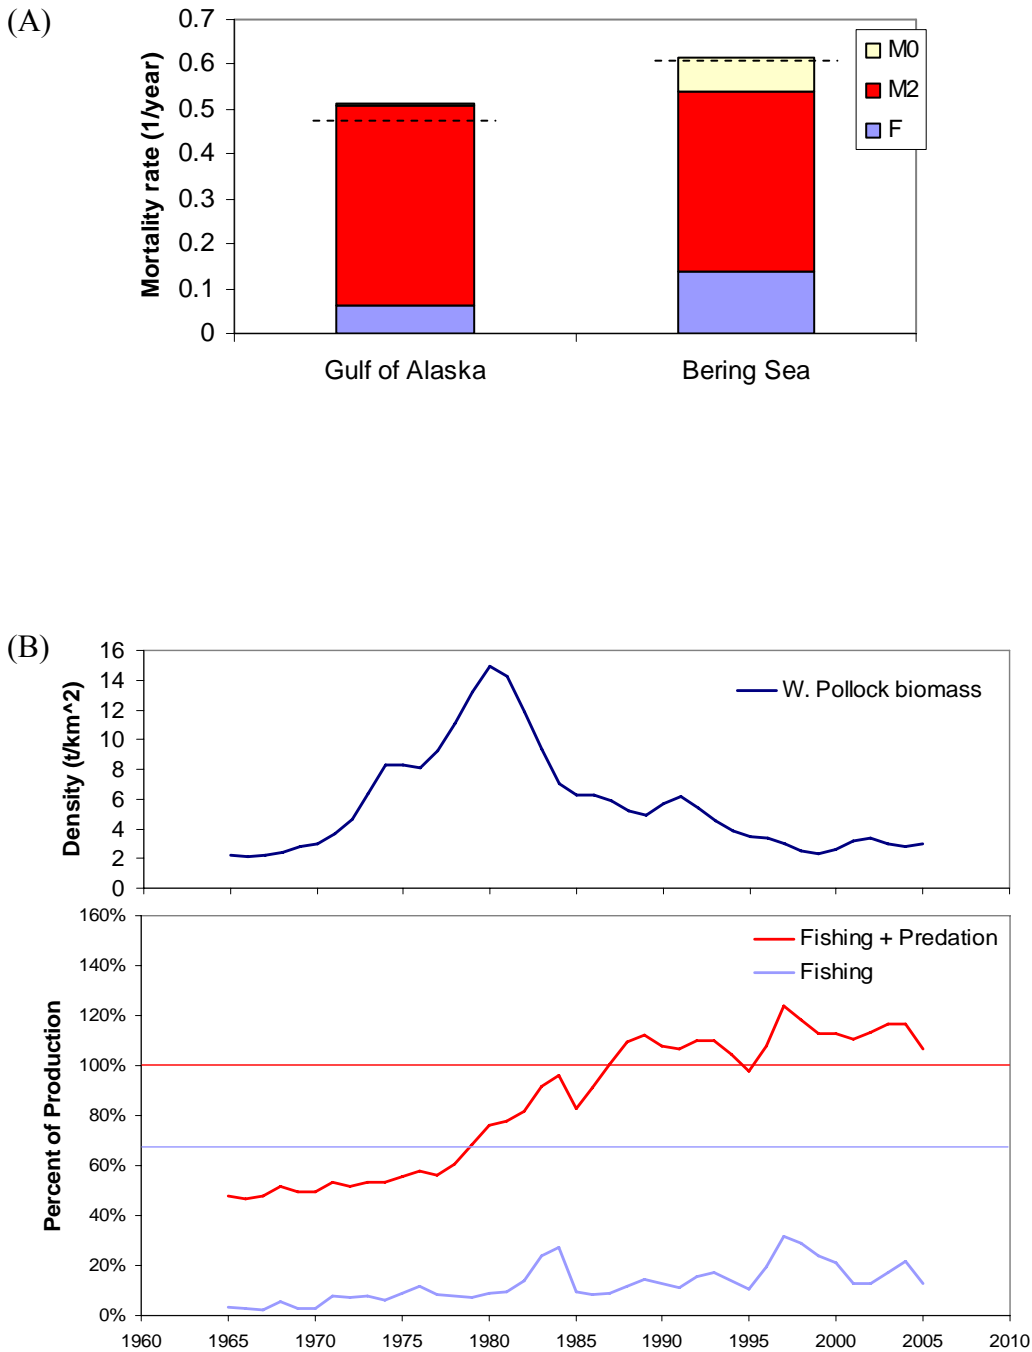 (A)
0.7
0.6
0.5
0.4
0.3
0.2
0.1
0
Mortality rate (1/year)
M0
M2
F
Gulf of Alaska
Bering Sea
(B)
16
14
12
10
8
6
4
2
0
Density (t/km^2)
W. Pollock biomass
160%
140%
120%
100%
80%
60%
40%
20%
0%
Percent of Production
Fishing + Predation
Fishing
1960 1965 1970 1975 1980 1985 1990 1995 2000 2005 2010